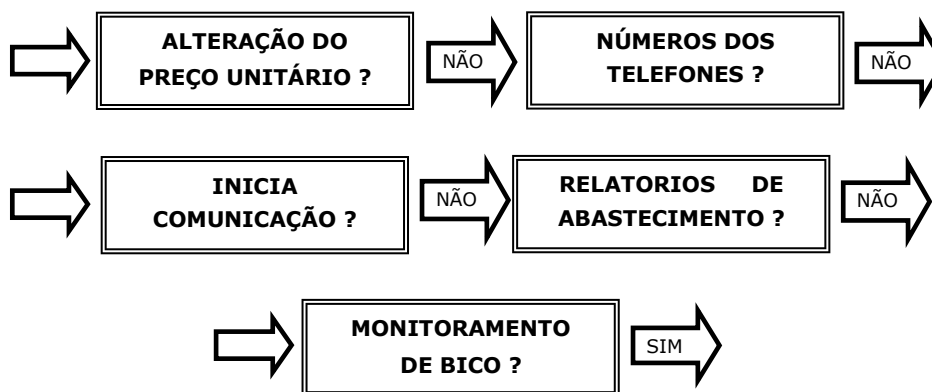 ALTERAÇÃO DO
PREÇO UNITÁRIO ?
NÃO
NÚMEROS DOS
TELEFONES ?
NÃO
INICIA
COMUNICAÇÃO ?
NÃO
RELATORIOS DE
ABASTECIMENTO ?
NÃO
MONITORAMENTO
DE BICO ?
SIM